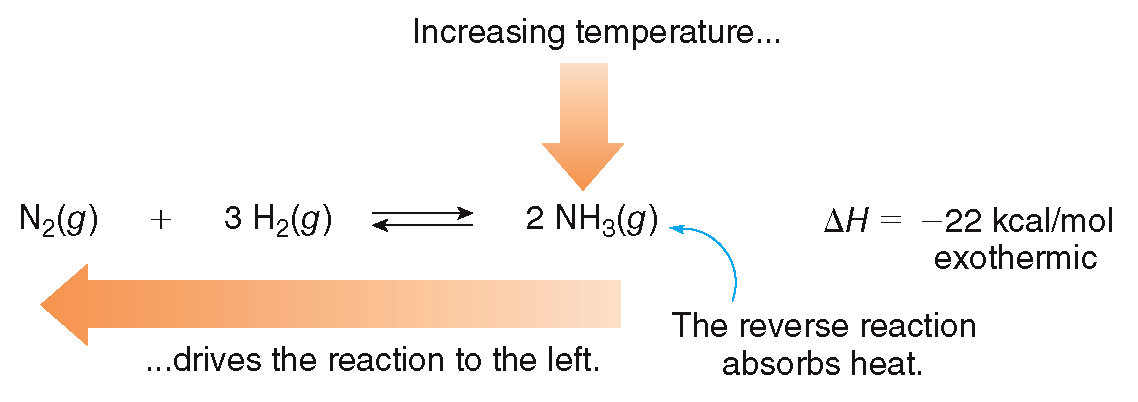 Increasing temperature...
N₂(g) + 3 H₂(g) ⇌ 2 NH₃(g) ΔH = −22 kcal/mol
exothermic
The reverse reaction
absorbs heat.
...drives the reaction to the left.